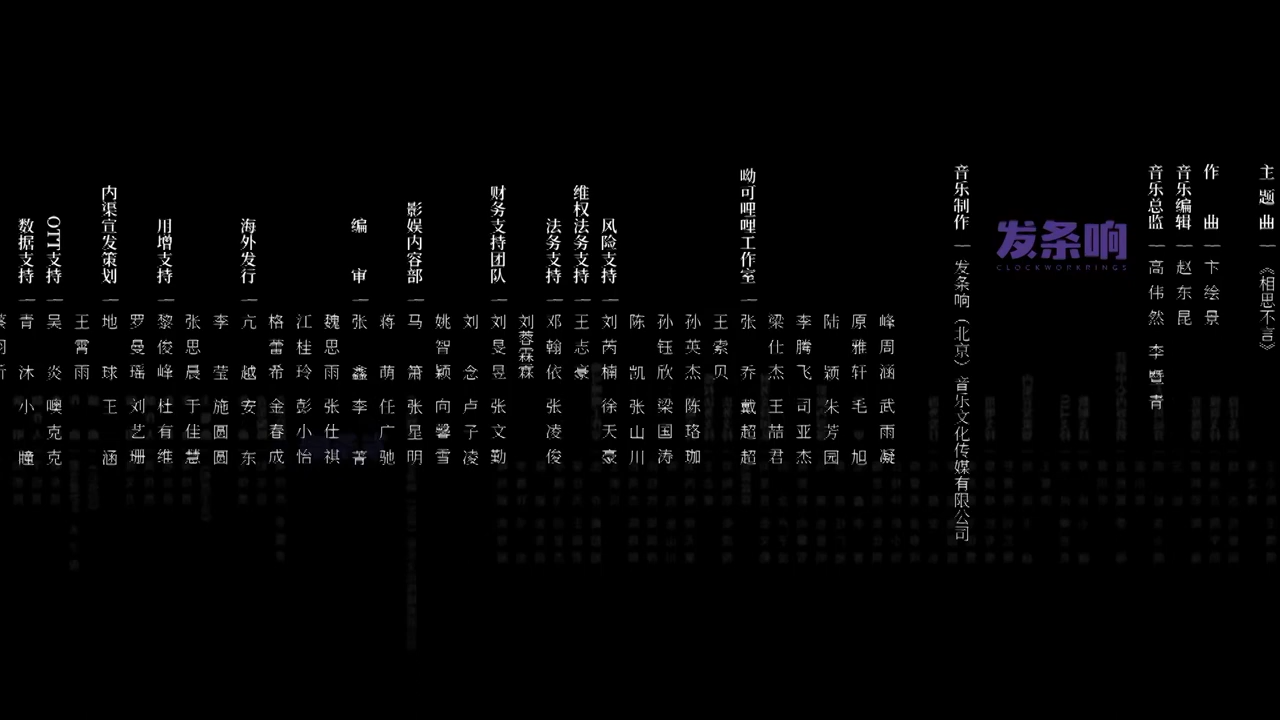 主题曲 《相思不言》
作曲 卞绘景
音乐编辑 赵东昆
音乐总监 高伟然 李暨青
发条响
CLOCKWORKRINGS
音乐制作 发条响（北京）音乐文化传媒有限公司
峰周涵 武雨凝
原雅轩 毛旭
陆颖 朱芳园
李腾飞 司亚杰
梁仕杰 王喆君
呦可哩哩工作室 张乔 戴超超
王索贝
孙英杰 陈珞珈
孙钰欣 梁国涛
陈凯 张山川
风险支持 刘芮楠 徐天豪
维权法务支持 王志豪
法务支持 邓翰依 张凌俊
刘蓉霖霖
财务支持团队 刘旻昱 张文勤
刘念 卢子凌
姚智颖 向馨雪
影娱内容部 马箫 张星明
蒋萌 任广驰
编审 张鑫 李菁
魏思雨 张仕祺
江桂玲 彭小怡
格蕾希 金春成
海外发行 亢越 安东
李莹 施圆圆
张思晨 于佳慧
用增支持 黎俊峰 杜有维
罗曼瑶 刘艺珊
内渠宣发策划 地球 王涵
王霄雨
OTT支持 吴炎 噢克克
数据支持 青沐 小瞳